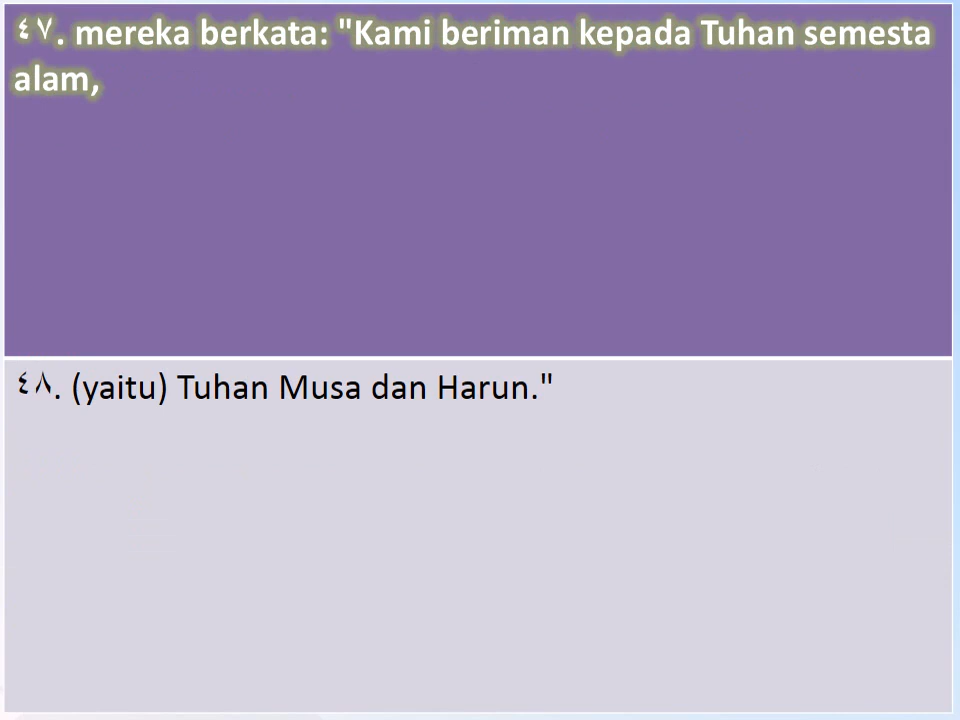 ٤٧. mereka berkata: "Kami beriman kepada Tuhan semesta
alam,
٤٨. (yaitu) Tuhan Musa dan Harun."